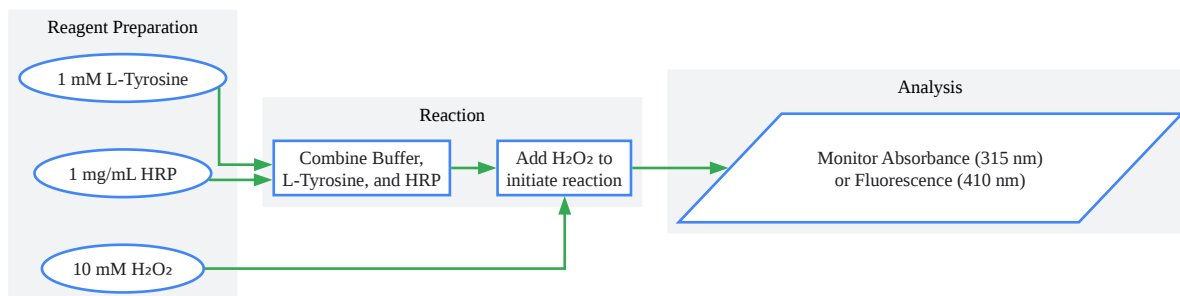 Reagent Preparation
1 mM L-Tyrosine
1 mg/mL HRP
10 mM H₂O₂
Reaction
Combine Buffer,
L-Tyrosine, and HRP
Add H₂O₂ to
initiate reaction
Analysis
Monitor Absorbance (315 nm)
or Fluorescence (410 nm)